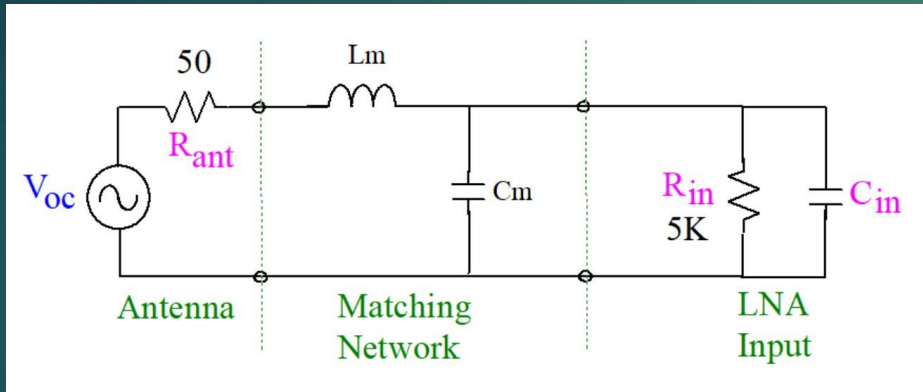 50
Lm
Rant
Voc
Cm
Rin
5K
Cin
Antenna
Matching
Network
LNA
Input